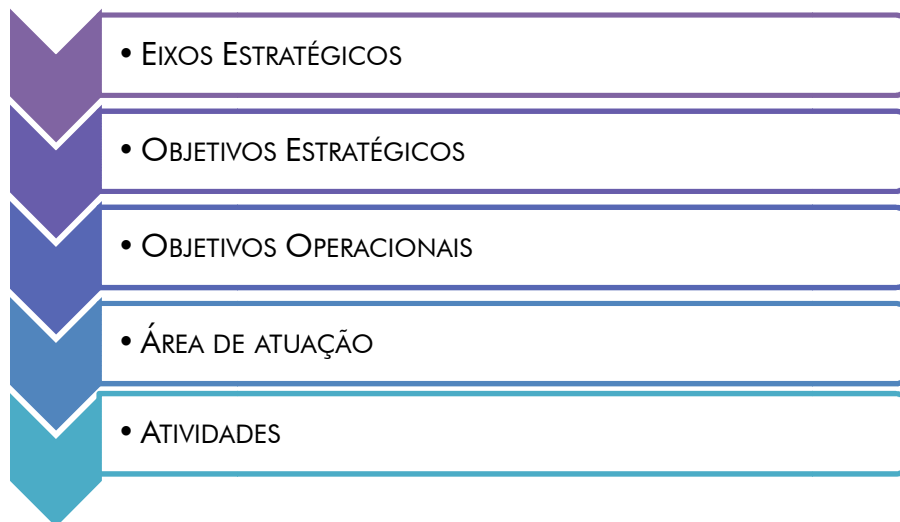 • Eixos Estratégicos
• Objetivos Estratégicos
• Objetivos Operacionais
• Área de atuação
• Atividades